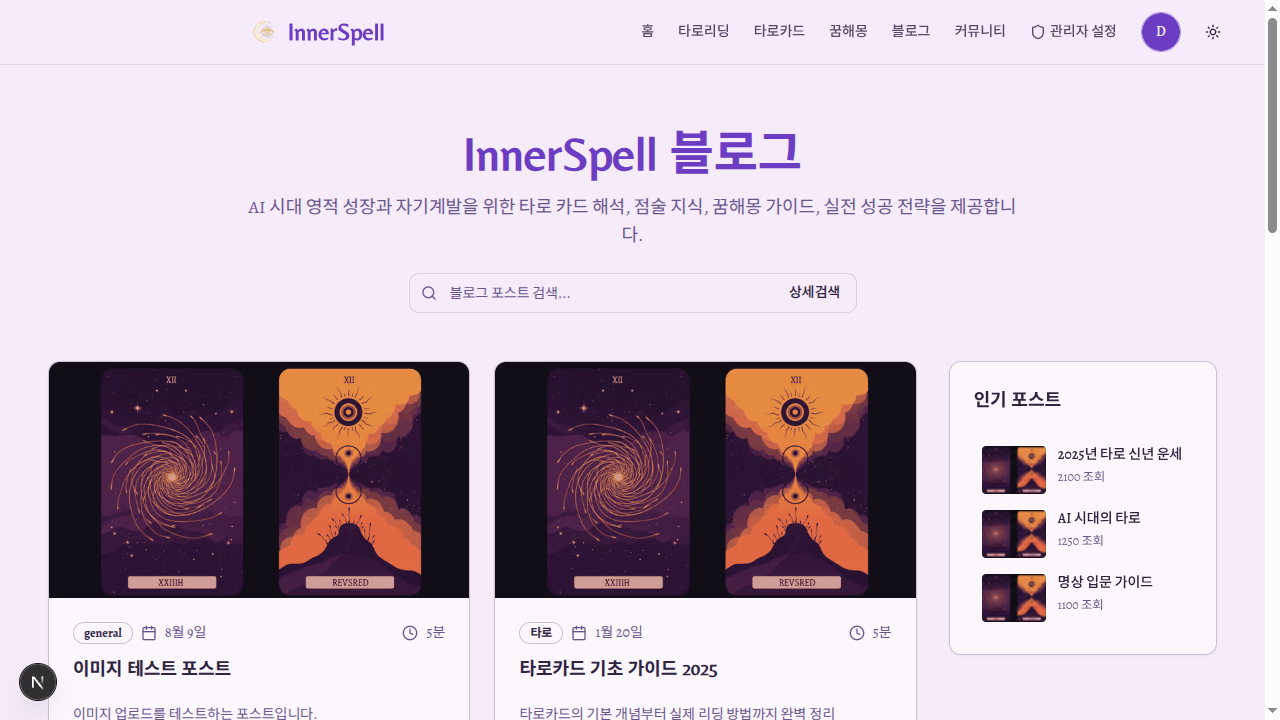 InnerSpell
홈 타로리딩 타로카드 꿈해몽 블로그 커뮤니티 관리자 설정 D
InnerSpell 블로그
AI 시대 영적 성장과 자기계발을 위한 타로 카드 해석, 점술 지식, 꿈해몽 가이드, 실전 성공 전략을 제공합니
다.
블로그 포스트 검색... 상세검색
XII XII
XXIIIH REVSRED
general 8월 9일 5분
이미지 테스트 포스트
이미지 업로드를 테스트하는 포스트입니다.
XII XII
XXIIIH REVSRED
타로 1월 20일 5분
타로카드 기초 가이드 2025
타로카드의 기본 개념부터 실제 리딩 방법까지 완벽 정리
인기 포스트
2025년 타로 신년 운세
2100 조회
AI 시대의 타로
1250 조회
명상 입문 가이드
1100 조회
N